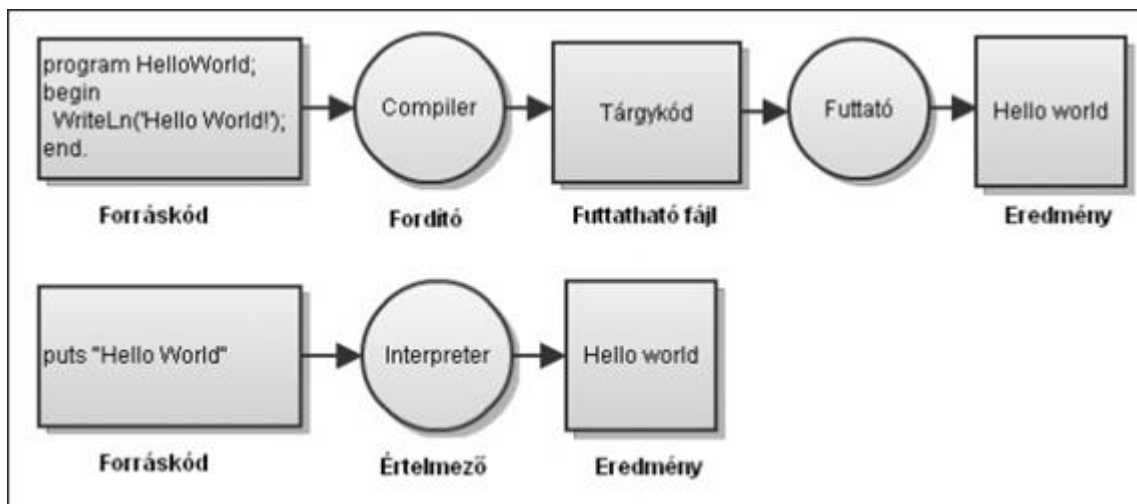 program HelloWorld;
begin
WriteLn('Hello World!');
end.
Compiler
Tárgykód
Futtató
Hello world
Forráskód
Fordító
Futtatható fájl
Eredmény
puts "Hello World"
Interpreter
Hello world
Forráskód
Értelmező
Eredmény